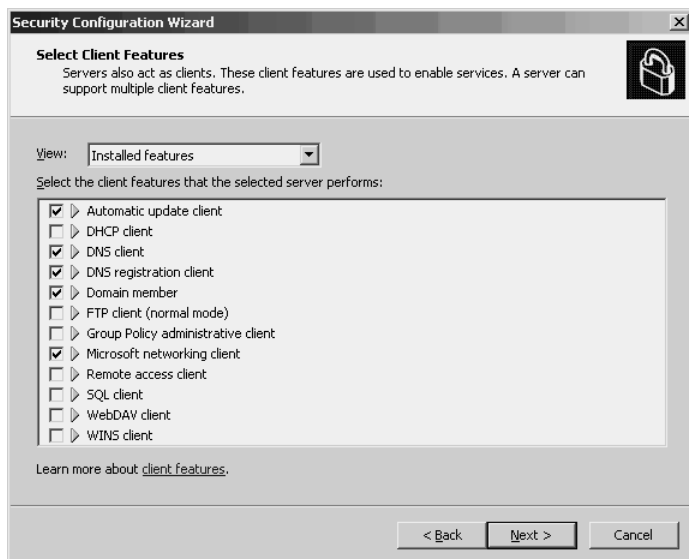 Security Configuration Wizard
Select Client Features
Servers also act as clients. These client features are used to enable services. A server can
support multiple client features.
View: Installed features
Select the client features that the selected server performs:
Automatic update client
DHCP client
DNS client
DNS registration client
Domain member
FTP client (normal mode)
Group Policy administrative client
Microsoft networking client
Remote access client
SQL client
WebDAV client
WINS client
Learn more about client features.
< Back Next > Cancel